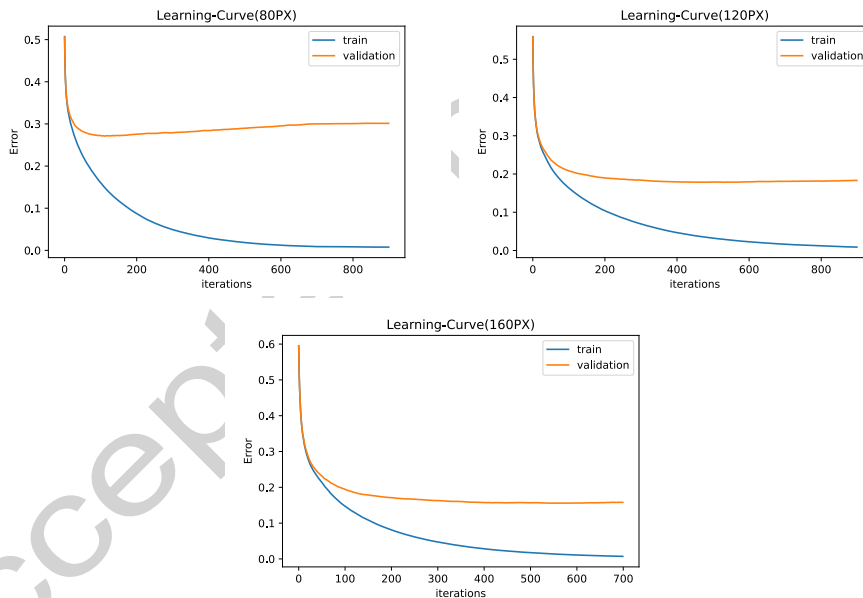 Learning-Curve(80PX)
0.5
0.4
0.3
0.2
0.1
0.0
Error
0 200 400 600 800
iterations
train
validation
Learning-Curve(120PX)
0.5
0.4
0.3
0.2
0.1
0.0
Error
0 200 400 600 800
iterations
train
validation
Learning-Curve(160PX)
0.6
0.5
0.4
0.3
0.2
0.1
0.0
Error
0 100 200 300 400 500 600 700
iterations
train
validation
ccept